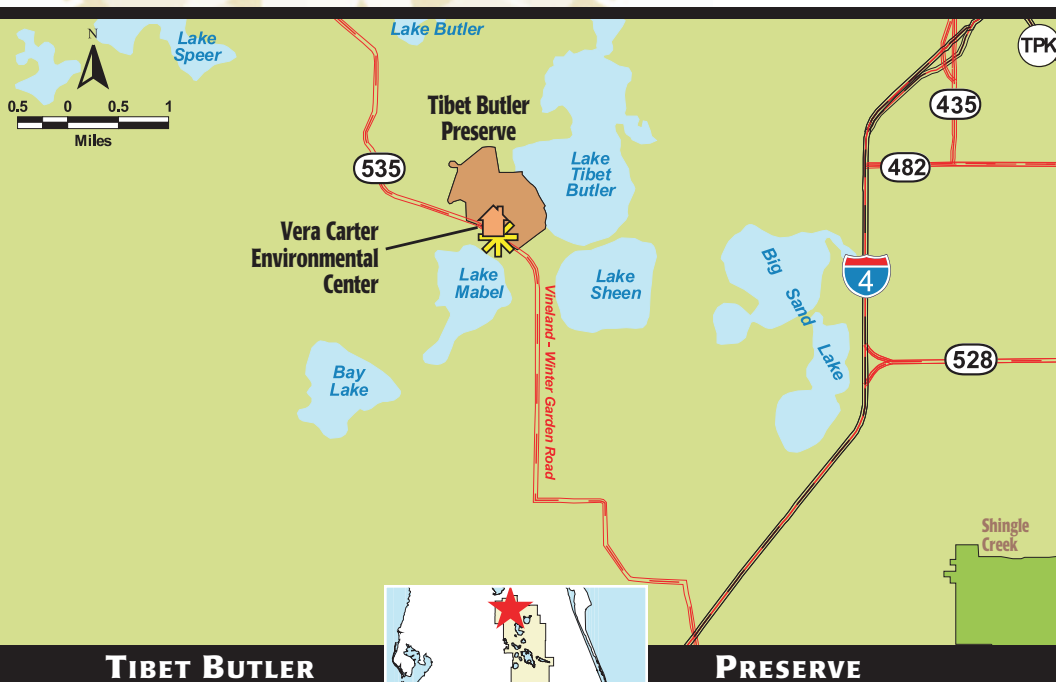 Lake
Speer
Lake Butler
N
TPK
0.5 0 0.5 1
Miles
Tibet Butler
Preserve
435
535
Lake
Tibet
Butler
482
Vera Carter
Environmental
Center
Lake
Mabel
Lake
Sheen
Big Sand Lake
4
Vineland - Winter Garden Road
528
Bay
Lake
Shingle
Creek
TIBET BUTLER PRESERVE